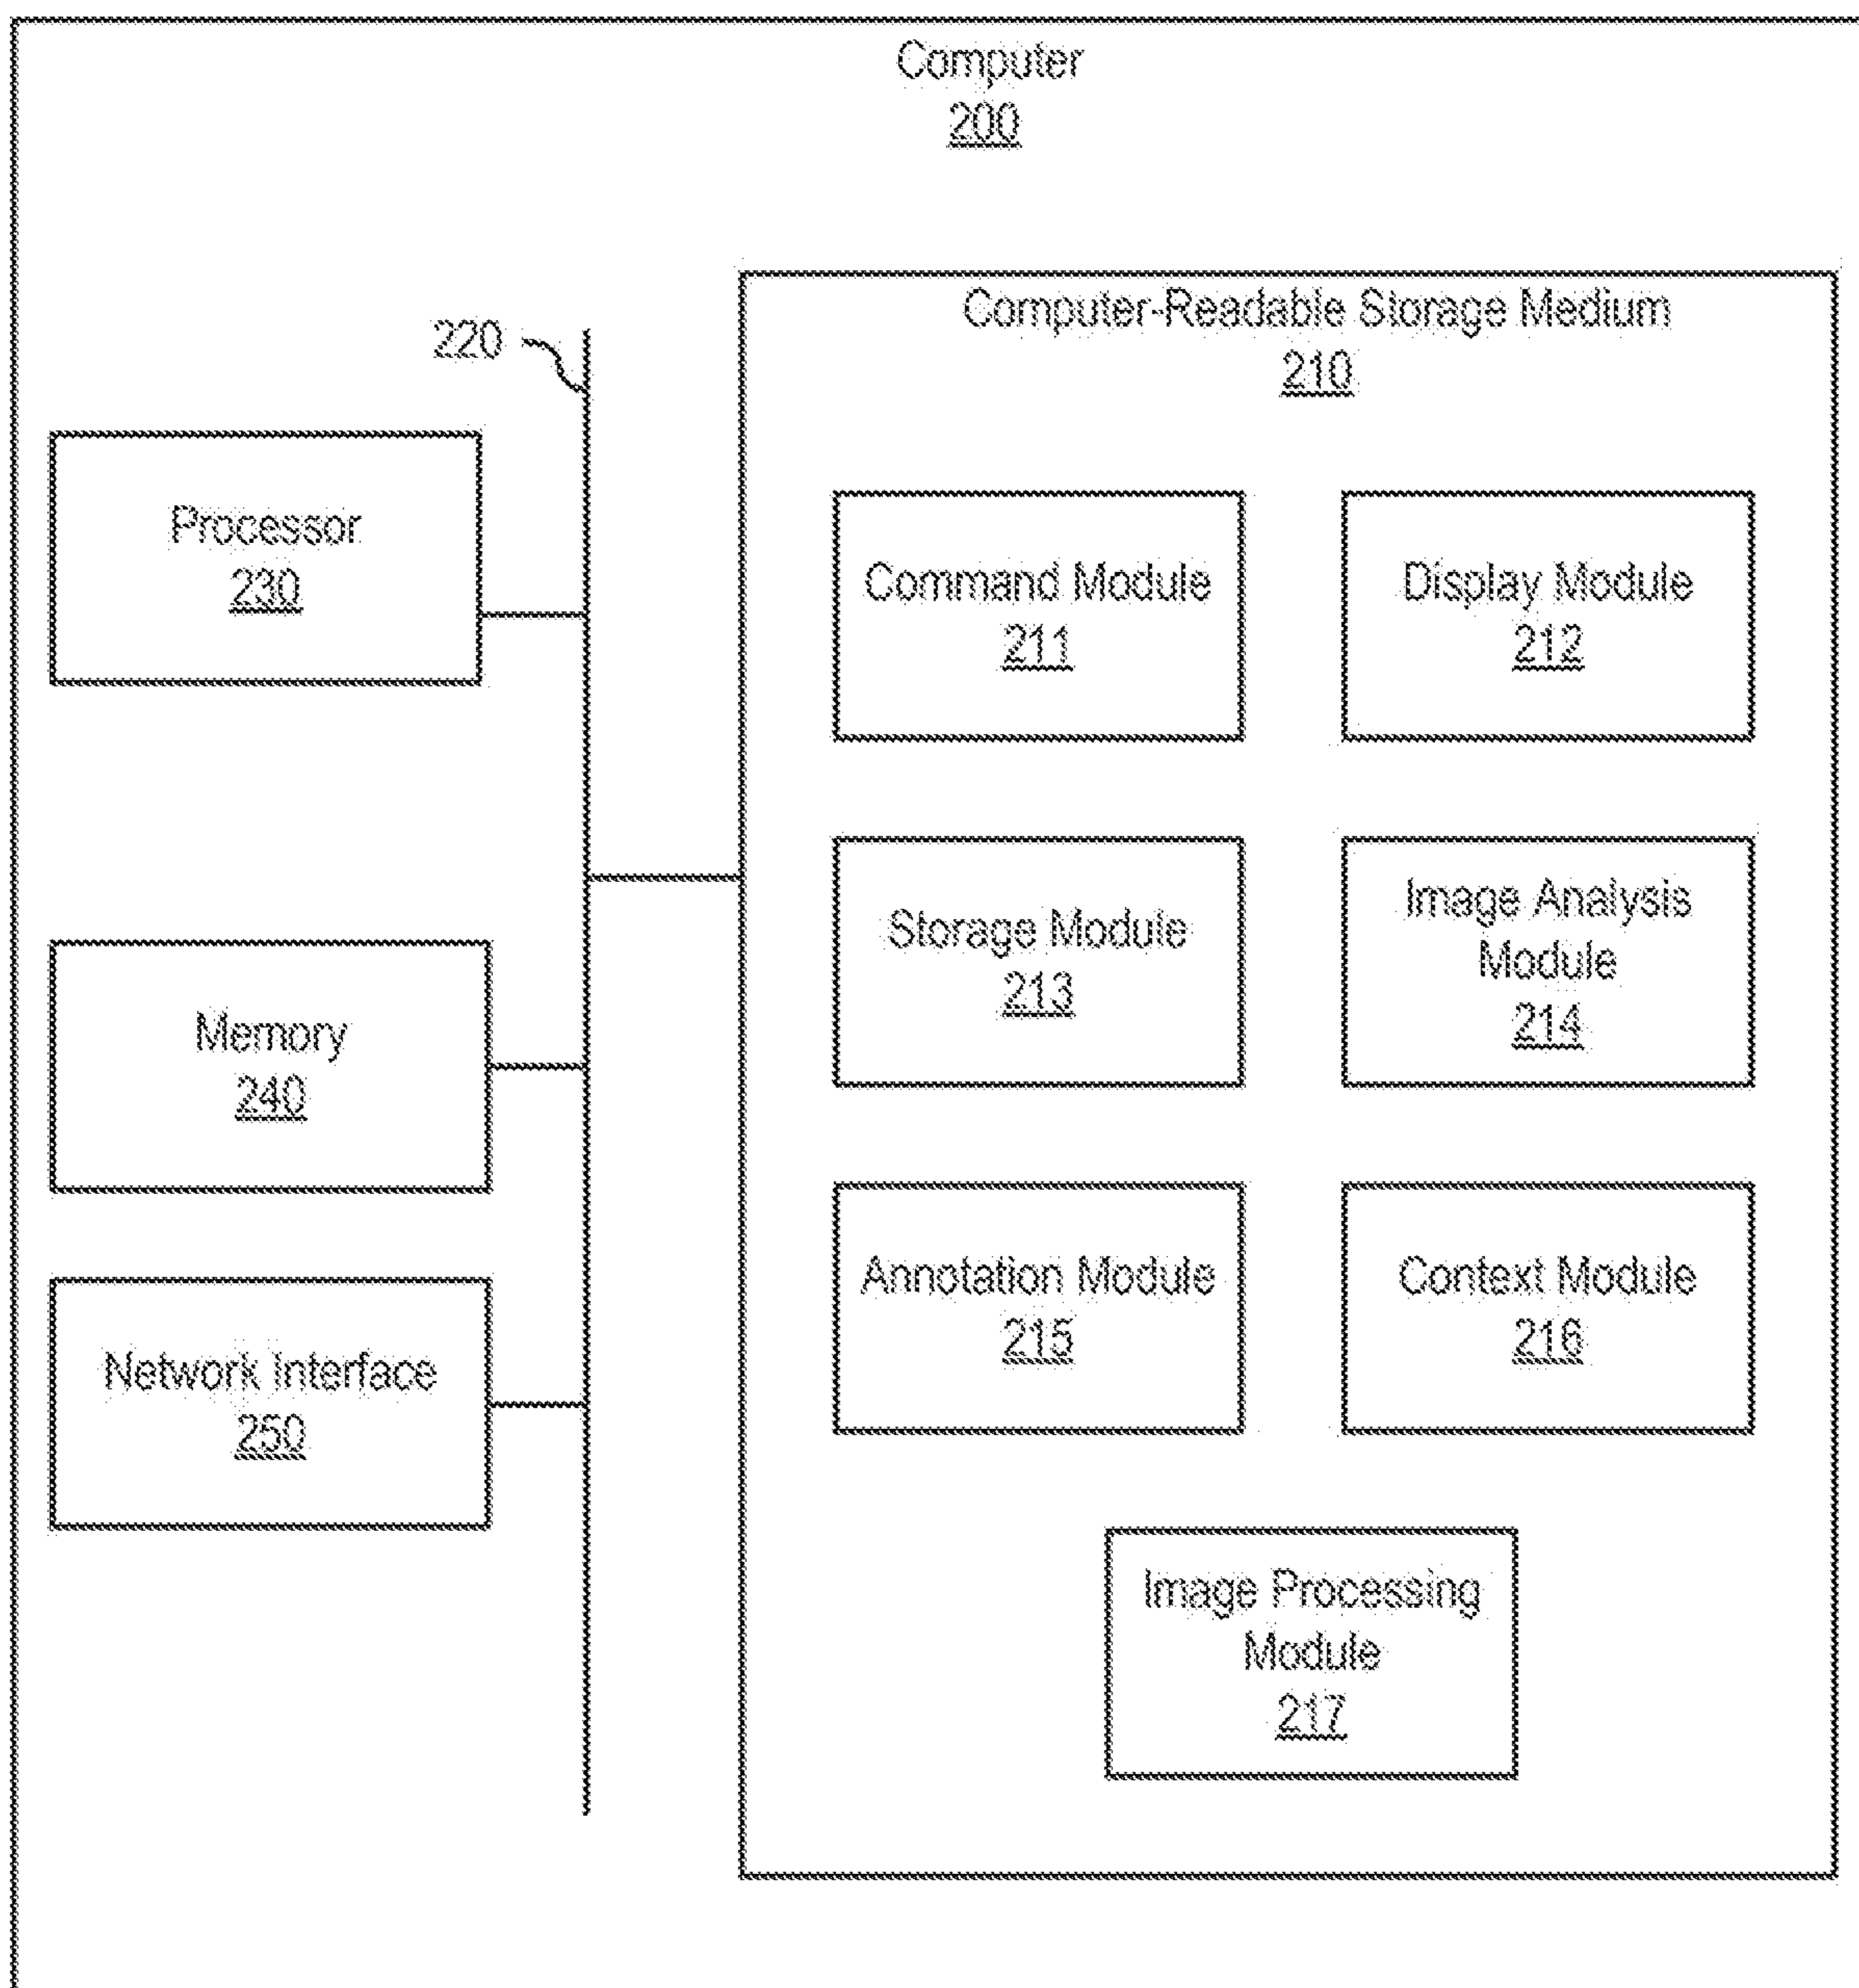 Computer
200
Computer-Readable Storage Medium
210
220
Processor
230
Command Module
211
Display Module
212
Storage Module
213
Image Analysis
Module
214
Memory
240
Annotation Module
215
Context Module
216
Network Interface
250
Image Processing
Module
217